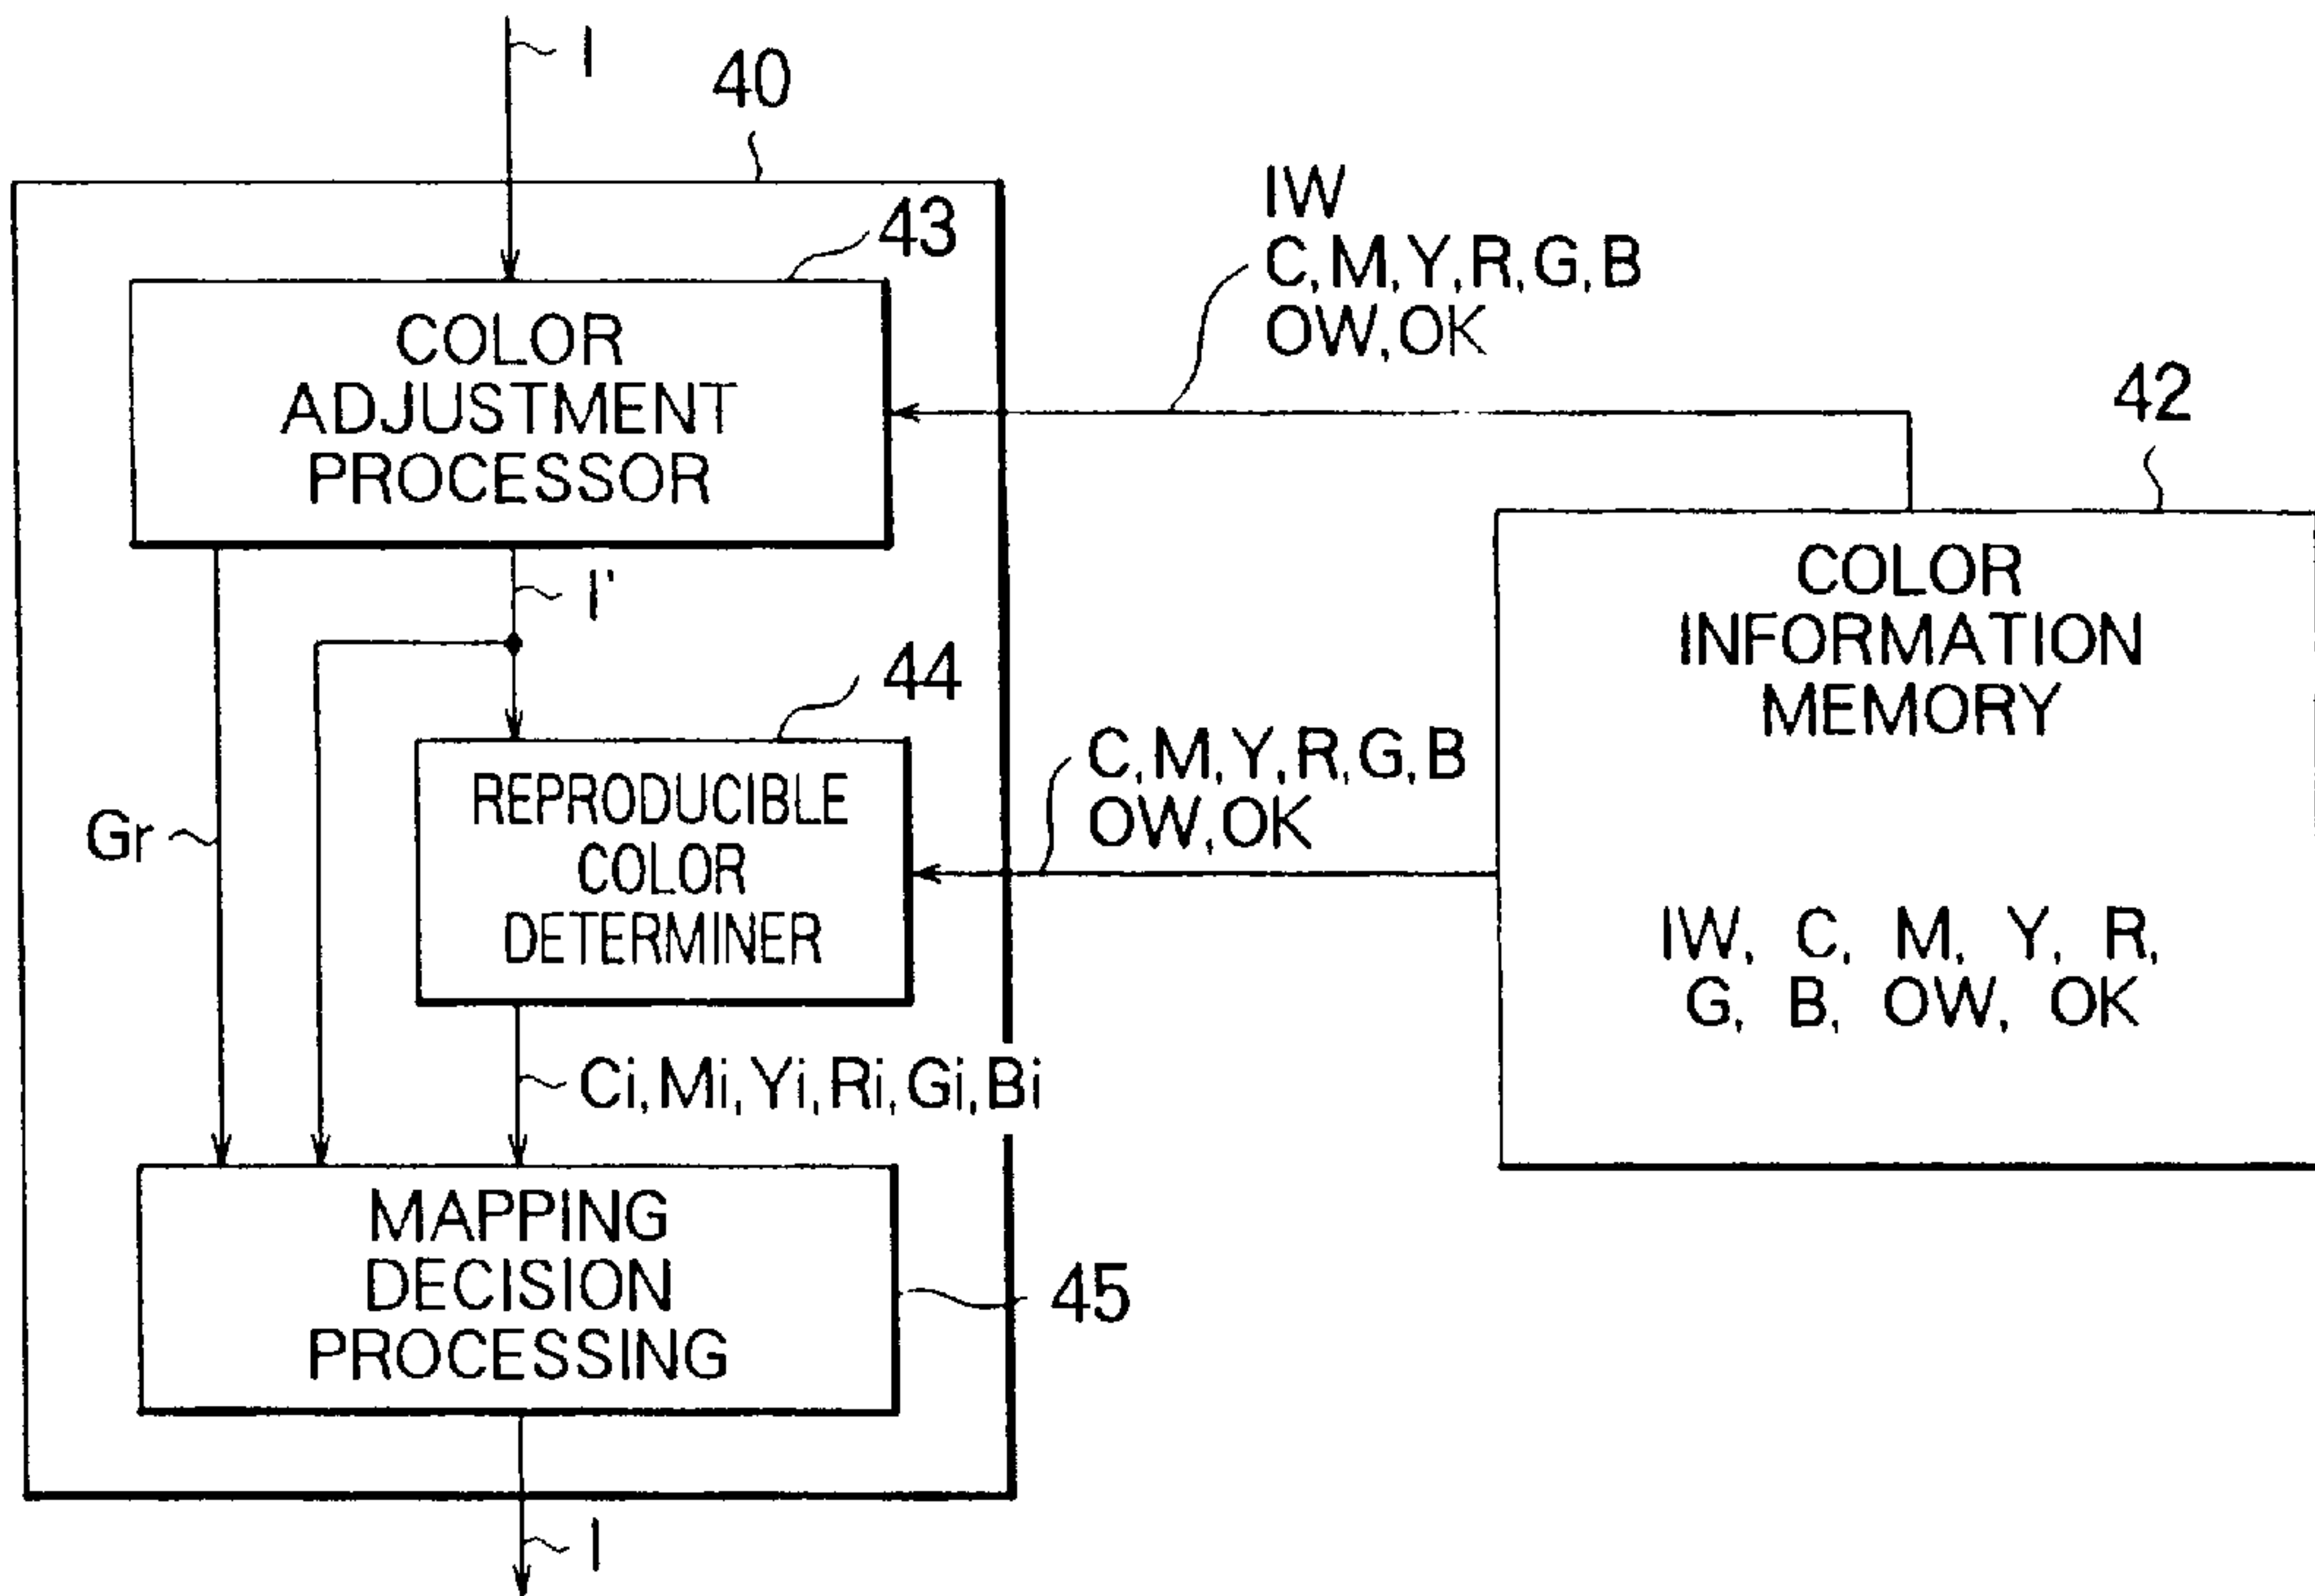 I
40
43
IW
C,M,Y,R,G,B
OW,OK
COLOR
ADJUSTMENT
PROCESSOR
42
I'
COLOR
INFORMATION
MEMORY
44
C,M,Y,R,G,B
OW,OK
Gr
REPRODUCIBLE
COLOR
DETERMINER
IW, C, M, Y, R,
G, B, OW, OK
Ci,Mi,Yi,Ri,Gi,Bi
MAPPING
DECISION
PROCESSING
45
I